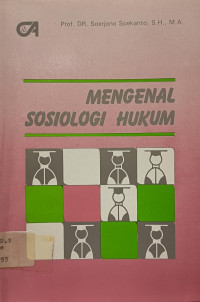 Prof. DR. Soerjono Soekanto, S.H., M.A.
MENGENAL
SOSIOLOGI HUKUM